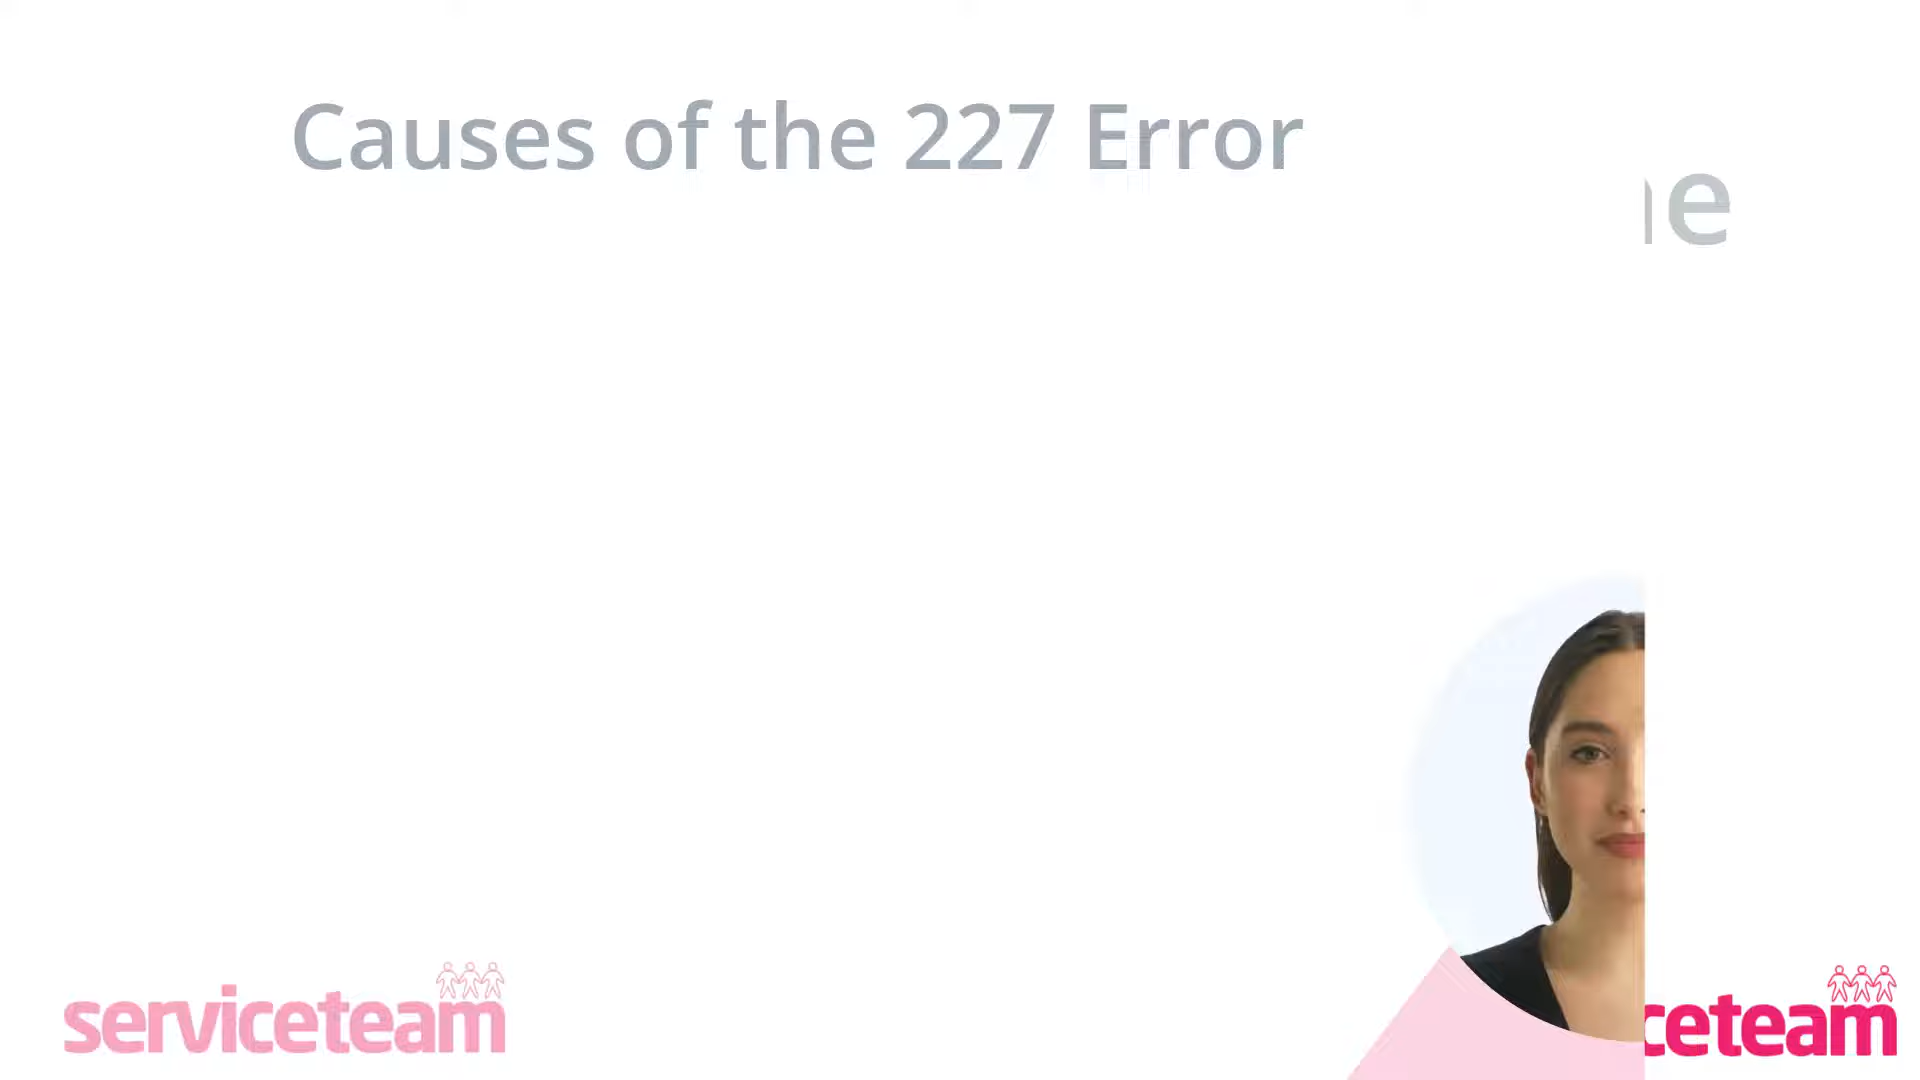 Causes of the 227 Error
serviceteam
ceteam